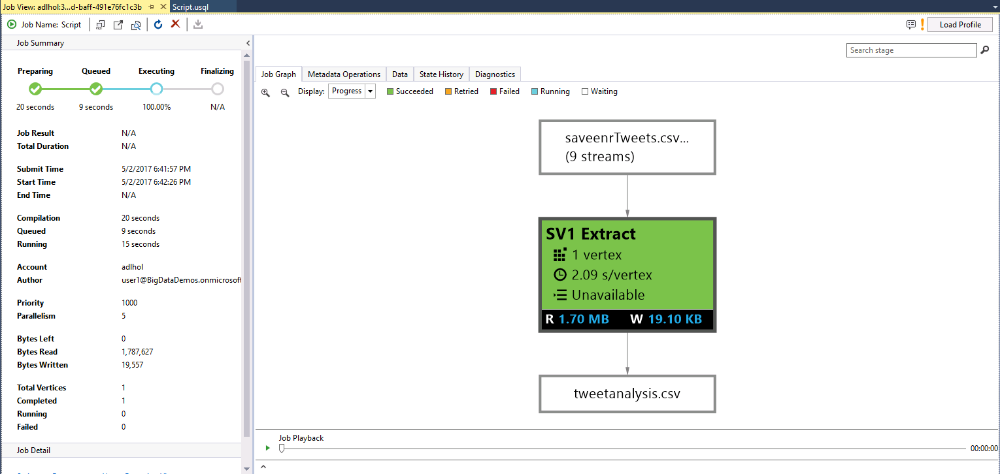 Job View: adlhol:3...d-baff-491e76fc1c3b
Script.usql
Job Name: Script
Load Profile
Job Summary
Search stage
Preparing Queued Executing Finalizing
20 seconds 9 seconds 100.00% N/A
Job Result N/A
Total Duration N/A
Submit Time 5/2/2017 6:41:57 PM
Start Time 5/2/2017 6:42:26 PM
End Time N/A
Compilation 20 seconds
Queued 9 seconds
Running 15 seconds
Account adlhol
Author user1@BigDataDemos.onmicrosoft
Priority 1000
Parallelism 5
Bytes Left 0
Bytes Read 1,787,627
Bytes Written 19,557
Total Vertices 1
Completed 1
Running 0
Failed 0
Job Detail
Job Graph Metadata Operations Data State History Diagnostics
Display: Progress Succeeded Retried Failed Running Waiting
saveenrTweets.csv...
(9 streams)
SV1 Extract
1 vertex
2.09 s/vertex
Unavailable
R 1.70 MB W 19.10 KB
tweetanalysis.csv
Job Playback
00:00:00